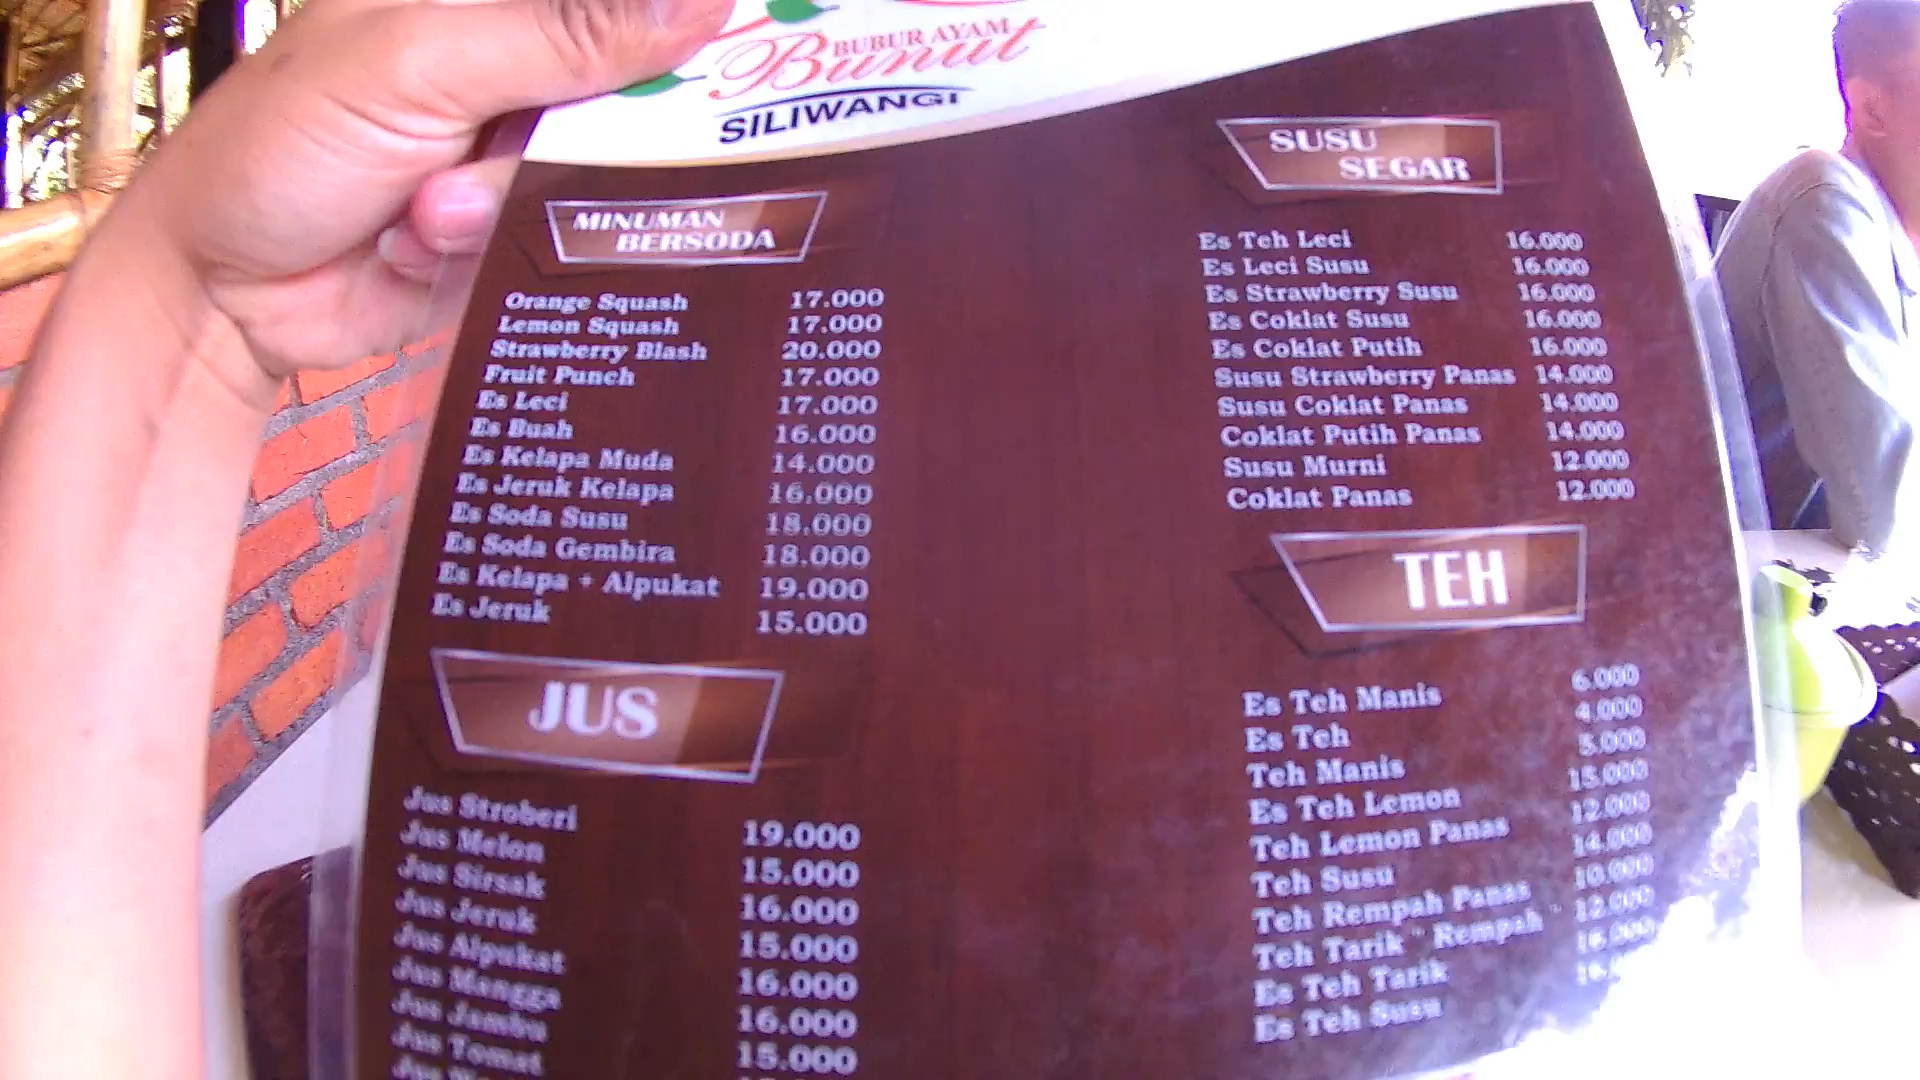 BUBUR AYAM
Bunut
SILIWANGI
MINUMAN
BERSODA
Orange Squash 17.000
Lemon Squash 17.000
Strawberry Blash 20.000
Fruit Punch 17.000
Es Leci 17.000
Es Buah 16.000
Es Kelapa Muda 14.000
Es Jeruk Kelapa 16.000
Es Soda Susu 18.000
Es Soda Gembira 18.000
Es Kelapa + Alpukat 19.000
Es Jeruk 15.000
JUS
Jus Stroberi 19.000
Jus Melon 15.000
Jus Sirsak 16.000
Jus Jeruk 15.000
Jus Alpukat 16.000
Jus Mangga 16.000
Jus Jambu 15.000
Jus Tomat
SUSU
SEGAR
Es Teh Leci 16.000
Es Leci Susu 16.000
Es Strawberry Susu 16.000
Es Coklat Susu 16.000
Es Coklat Putih 16.000
Susu Strawberry Panas 14.000
Susu Coklat Panas 14.000
Coklat Putih Panas 14.000
Susu Murni 12.000
Coklat Panas 12.000
TEH
Es Teh Manis 6.000
Es Teh 4.000
Teh Manis 5.000
Es Teh Lemon 15.000
Teh Lemon Panas 12.000
Teh Susu 14.000
Teh Rempah Panas 10.000
Teh Tarik " Rempah " 12.000
Es Teh Tarik
Es Teh Susu